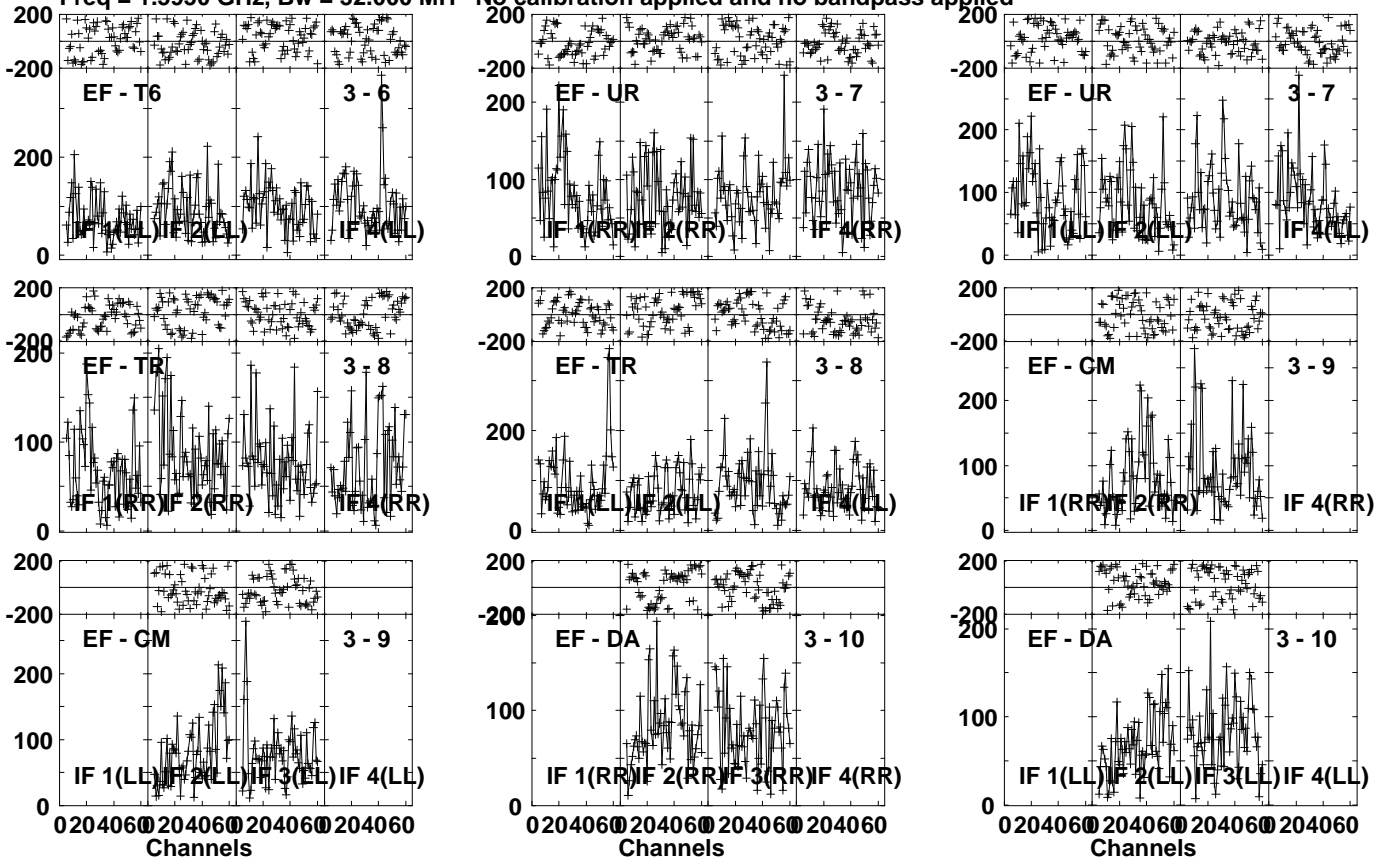 Freq = 1.5990 GHz, Bw = 32.000 MH No calibration applied and no bandpass applied
200
-200
EF - T6
3 - 6
200
0
IF 1(LL)
IF 2(LL)
IF 4(LL)
EF - UR
3 - 7
200
100
0
IF 1(RR)
IF 2(RR)
IF 4(RR)
EF - UR
3 - 7
200
100
0
IF 1(LL)
IF 2(LL)
IF 4(LL)
200
-200
200
EF - TR
3 - 8
100
0
IF 1(RR)
IF 2(RR)
IF 4(RR)
200
-200
EF - TR
3 - 8
200
0
IF 1(LL)
IF 2(LL)
IF 4(LL)
200
-200
EF - CM
3 - 9
200
100
0
IF 1(RR)
IF 2(RR)
IF 4(RR)
200
-200
EF - CM
3 - 9
200
100
0
IF 1(LL)
IF 2(LL)
IF 3(LL)
IF 4(LL)
200
-200
200
EF - DA
3 - 10
100
0
IF 1(RR)
IF 2(RR)
IF 3(RR)
IF 4(RR)
200
-200
200
EF - DA
3 - 10
100
0
IF 1(LL)
IF 2(LL)
IF 3(LL)
IF 4(LL)
0 20 40 60 0 20 40 60 0 20 40 60 0 20 40 60
Channels
0 20 40 60 0 20 40 60 0 20 40 60 0 20 40 60
Channels
0 20 40 60 0 20 40 60 0 20 40 60 0 20 40 60
Channels